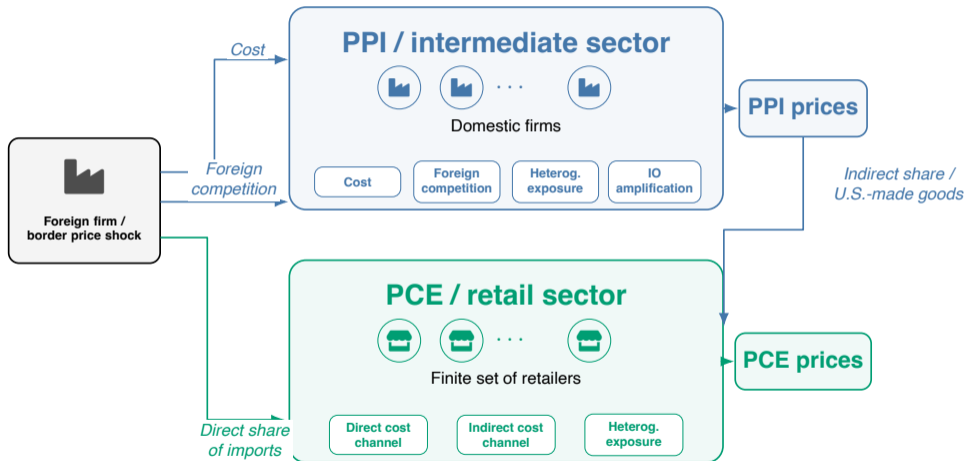 Cost
PPI / intermediate sector
. . .
Domestic firms
Cost
Foreign
competition
Heterog.
exposure
IO
amplification
PPI prices
Foreign
competition
Foreign firm /
border price shock
Indirect share /
U.S.-made goods
PCE / retail sector
. . .
Finite set of retailers
PCE prices
Direct share
of imports
Direct cost
channel
Indirect cost
channel
Heterog.
exposure